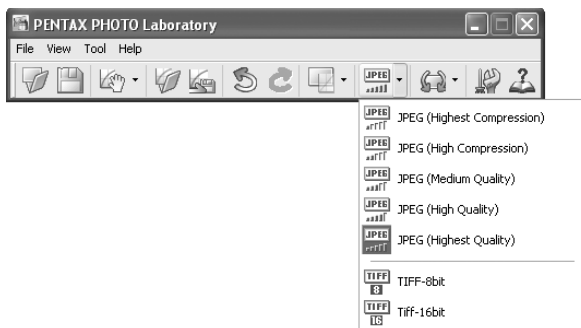 PENTAX PHOTO Laboratory
File View Tool Help
JPEG
JPEG JPEG (Highest Compression)
JPEG JPEG (High Compression)
JPEG JPEG (Medium Quality)
JPEG JPEG (High Quality)
JPEG JPEG (Highest Quality)
TIFF 8 TIFF-8bit
TIFF 16 Tiff-16bit